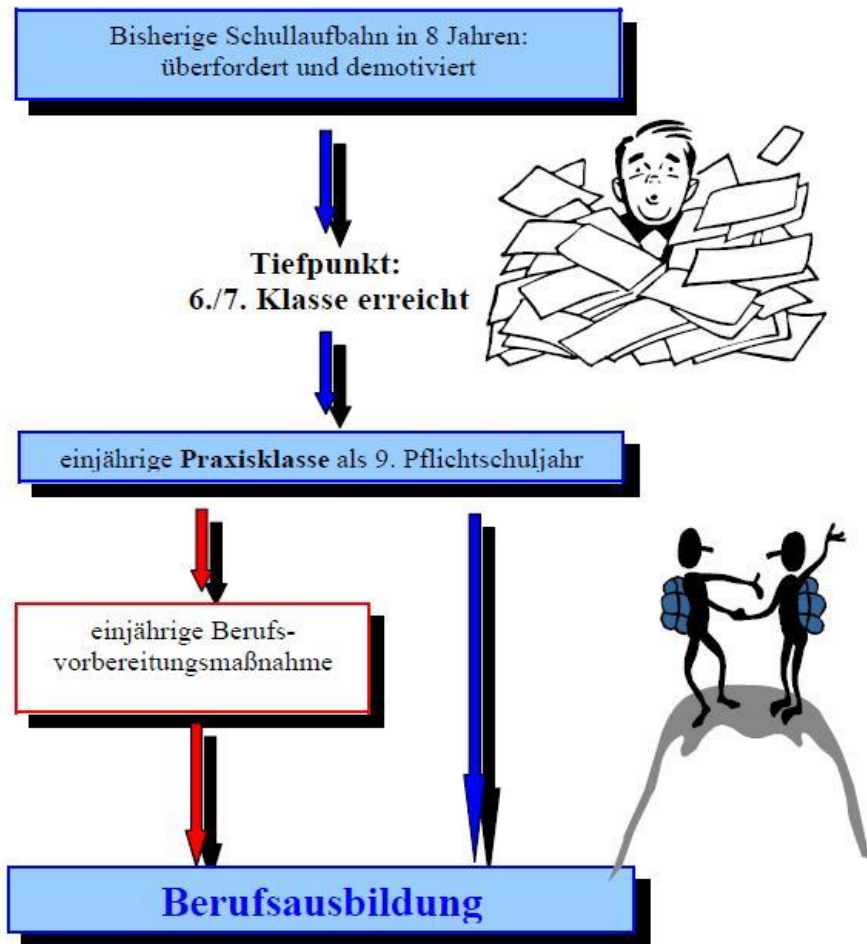 Bisherige Schullaufbahn in 8 Jahren:
überfordert und demotiviert
Tiefpunkt:
6./7. Klasse erreicht
einjährige Praxisklasse als 9. Pflichtschuljahr
einjährige Berufs-
vorbereitungsmaßnahme
Berufsausbildung